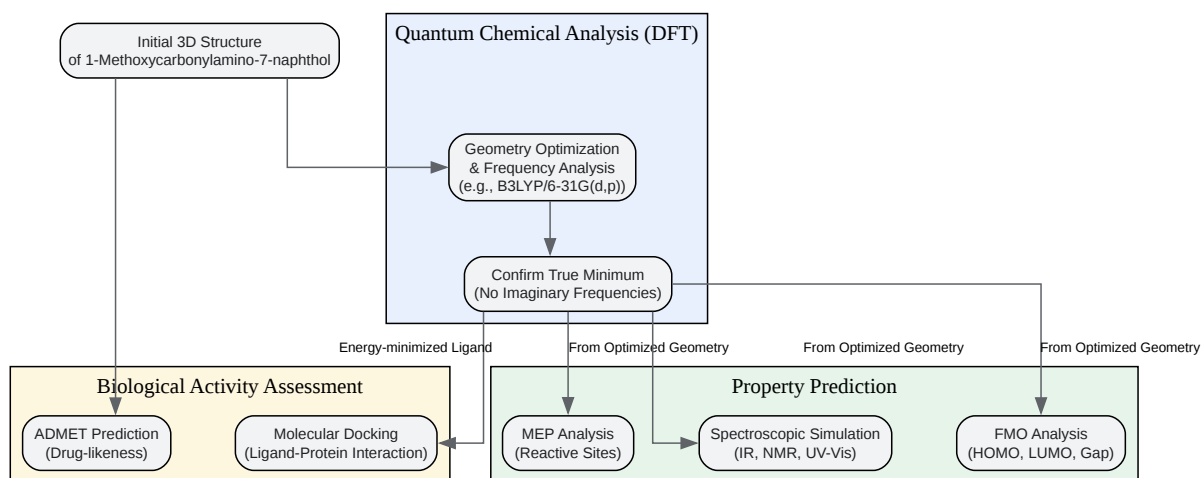 Initial 3D Structure
of 1-Methoxycarbonylamino-7-naphthol
Quantum Chemical Analysis (DFT)
Geometry Optimization
& Frequency Analysis
(e.g., B3LYP/6-31G(d,p))
Confirm True Minimum
(No Imaginary Frequencies)
Energy-minimized Ligand
From Optimized Geometry
From Optimized Geometry
From Optimized Geometry
Biological Activity Assessment
ADMET Prediction
(Drug-likeness)
Molecular Docking
(Ligand-Protein Interaction)
Property Prediction
MEP Analysis
(Reactive Sites)
Spectroscopic Simulation
(IR, NMR, UV-Vis)
FMO Analysis
(HOMO, LUMO, Gap)